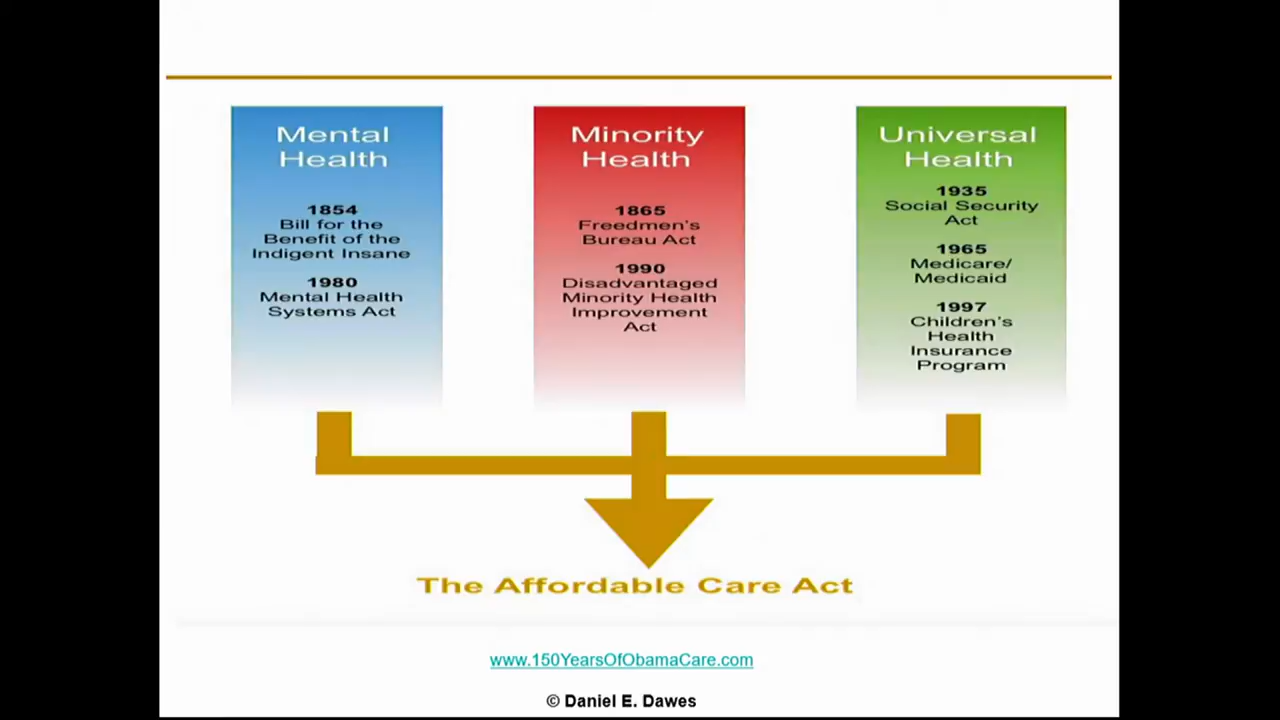 Mental
Health
1854
Bill for the
Benefit of the
Indigent Insane
1980
Mental Health
Systems Act
Minority
Health
1865
Freedmen's
Bureau Act
1990
Disadvantaged
Minority Health
Improvement
Act
Universal
Health
1935
Social Security
Act
1965
Medicare/
Medicaid
1997
Children's
Health
Insurance
Program
The Affordable Care Act
www.150YearsOfObamaCare.com
© Daniel E. Dawes